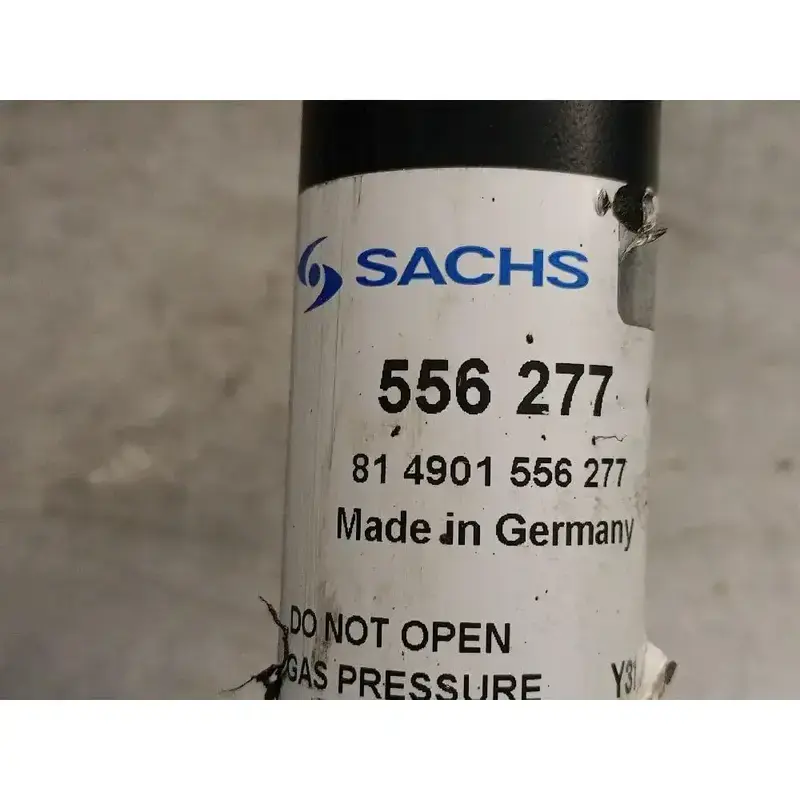 SACHS
556 277
81 4901 556 277
Made in Germany
DO NOT OPEN
GAS PRESSURE